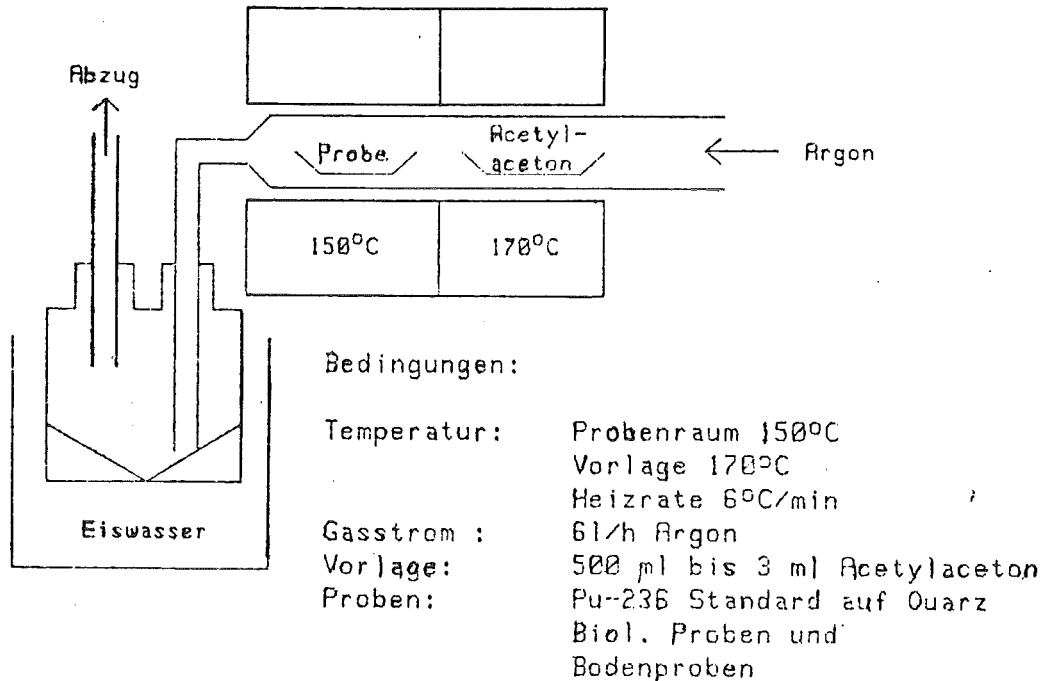 Abzug
Probe
Acetyl-
aceton
Argon
150°C
170°C
Eiswasser
Bedingungen:
Temperatur: Probenraum 150°C
Vorlage 170°C
Heizrate 6°C/min
Gasstrom : 6l/h Argon
Vorlage: 500 µl bis 3 ml Acetylaceton
Proben: Pu-236 Standard auf Quarz
Biol. Proben und
Bodenproben